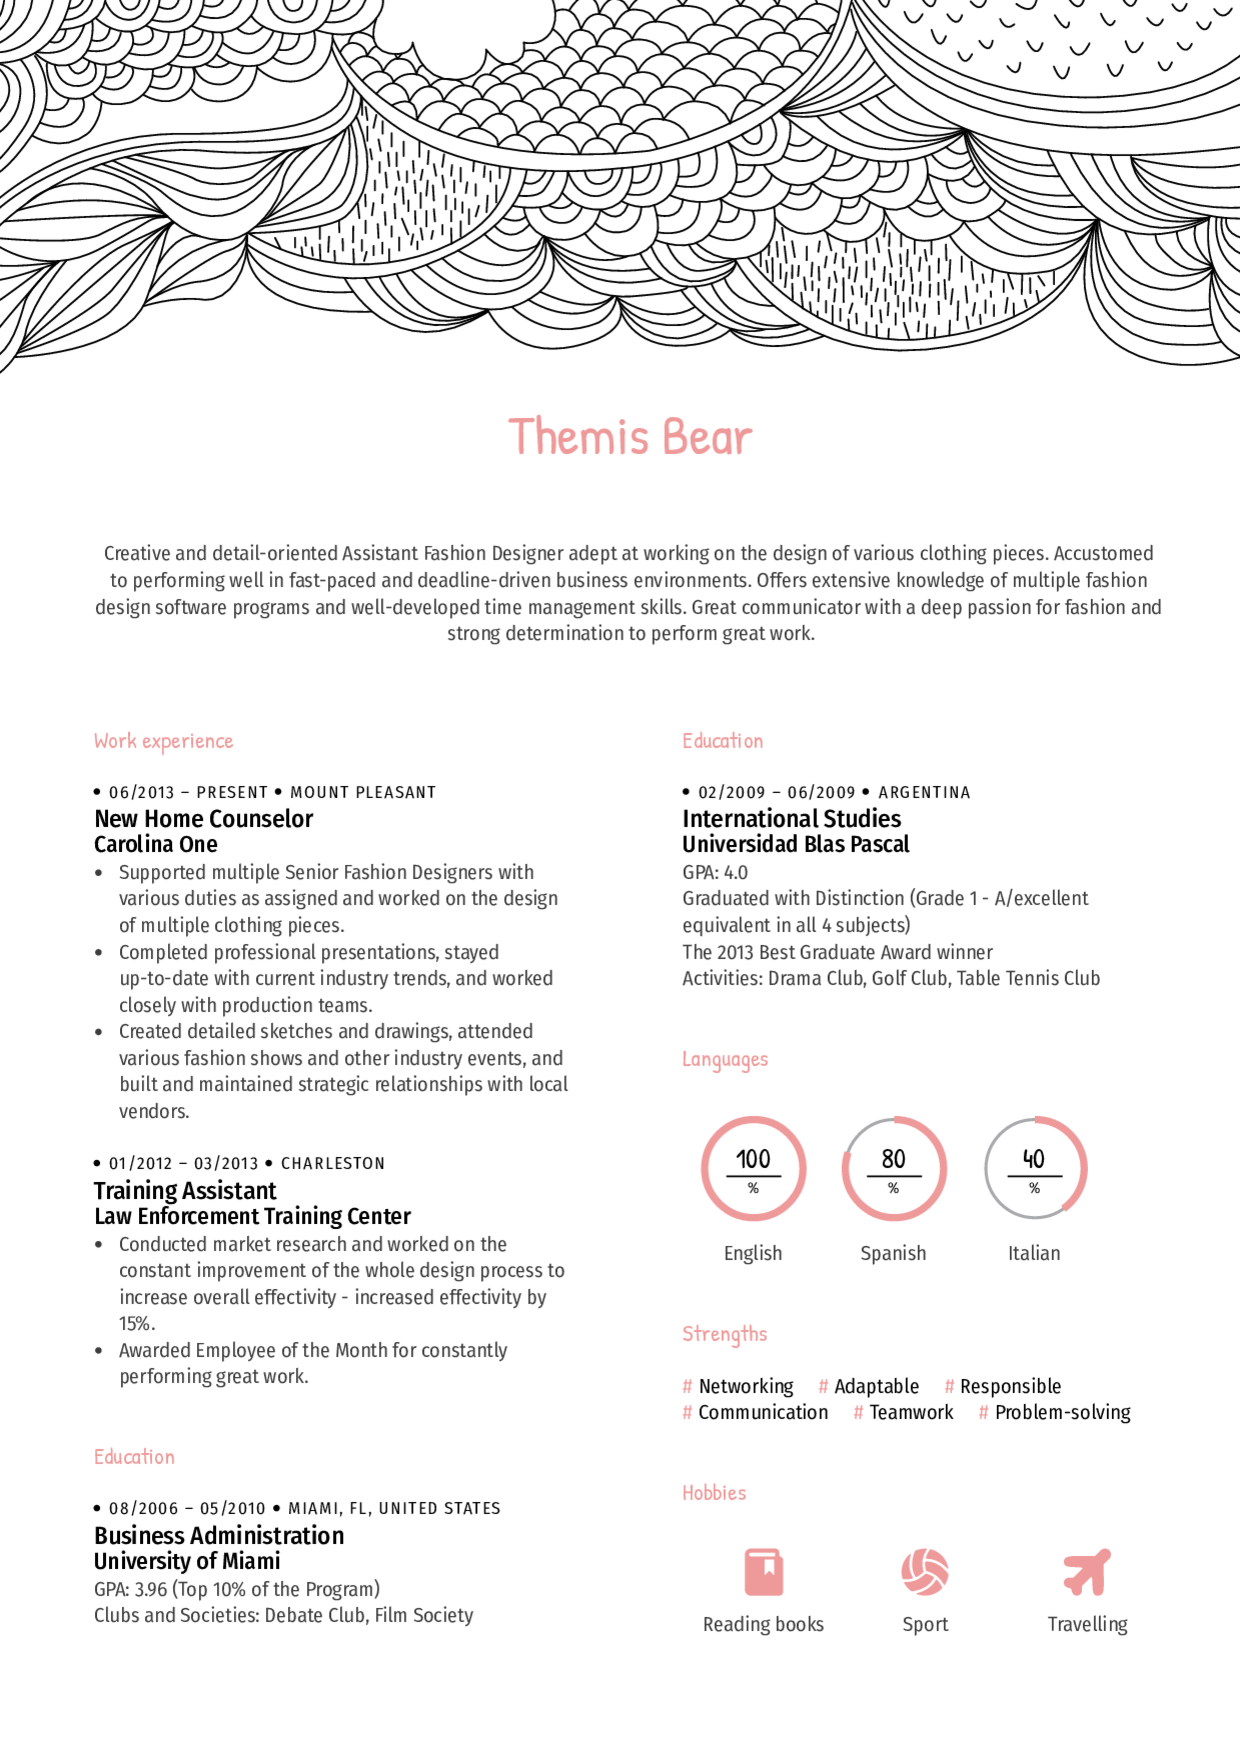 Themis Bear
Creative and detail-oriented Assistant Fashion Designer adept at working on the design of various clothing pieces. Accustomed
to performing well in fast-paced and deadline-driven business environments. Offers extensive knowledge of multiple fashion
design software programs and well-developed time management skills. Great communicator with a deep passion for fashion and
strong determination to perform great work.
Work experience
• 06/2013 – PRESENT • MOUNT PLEASANT
New Home Counselor
Carolina One
• Supported multiple Senior Fashion Designers with
various duties as assigned and worked on the design
of multiple clothing pieces.
• Completed professional presentations, stayed
up-to-date with current industry trends, and worked
closely with production teams.
• Created detailed sketches and drawings, attended
various fashion shows and other industry events, and
built and maintained strategic relationships with local
vendors.
• 01/2012 – 03/2013 • CHARLESTON
Training Assistant
Law Enforcement Training Center
• Conducted market research and worked on the
constant improvement of the whole design process to
increase overall effectivity - increased effectivity by
15%.
• Awarded Employee of the Month for constantly
performing great work.
Education
• 08/2006 – 05/2010 • MIAMI, FL, UNITED STATES
Business Administration
University of Miami
GPA: 3.96 (Top 10% of the Program)
Clubs and Societies: Debate Club, Film Society
Education
• 02/2009 – 06/2009 • ARGENTINA
International Studies
Universidad Blas Pascal
GPA: 4.0
Graduated with Distinction (Grade 1 - A/excellent
equivalent in all 4 subjects)
The 2013 Best Graduate Award winner
Activities: Drama Club, Golf Club, Table Tennis Club
Languages
100 80 40
% % %
English Spanish Italian
Strengths
# Networking # Adaptable # Responsible
# Communication # Teamwork # Problem-solving
Hobbies
Reading books Sport Travelling